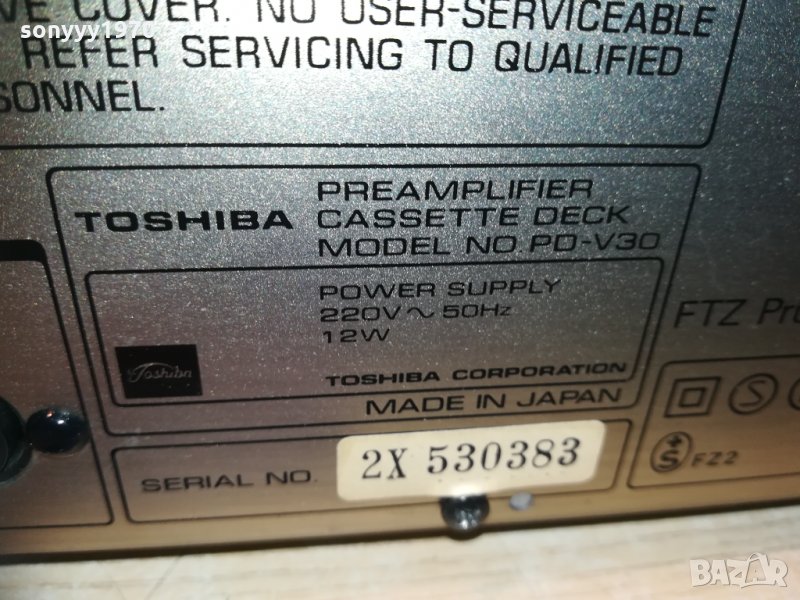 VE COVER. NO USER-SERVICEABLE
REFER SERVICING TO QUALIFIED
SONNEL.
sonyyy1970
TOSHIBA
PREAMPLIFIER
CASSETTE DECK
MODEL NO. PD-V30
POWER SUPPLY
220V ~ 50Hz
12W
Toshiba
TOSHIBA CORPORATION
MADE IN JAPAN
FTZ
SERIAL NO. 2X 530383
S
S FZ2
BAZAR